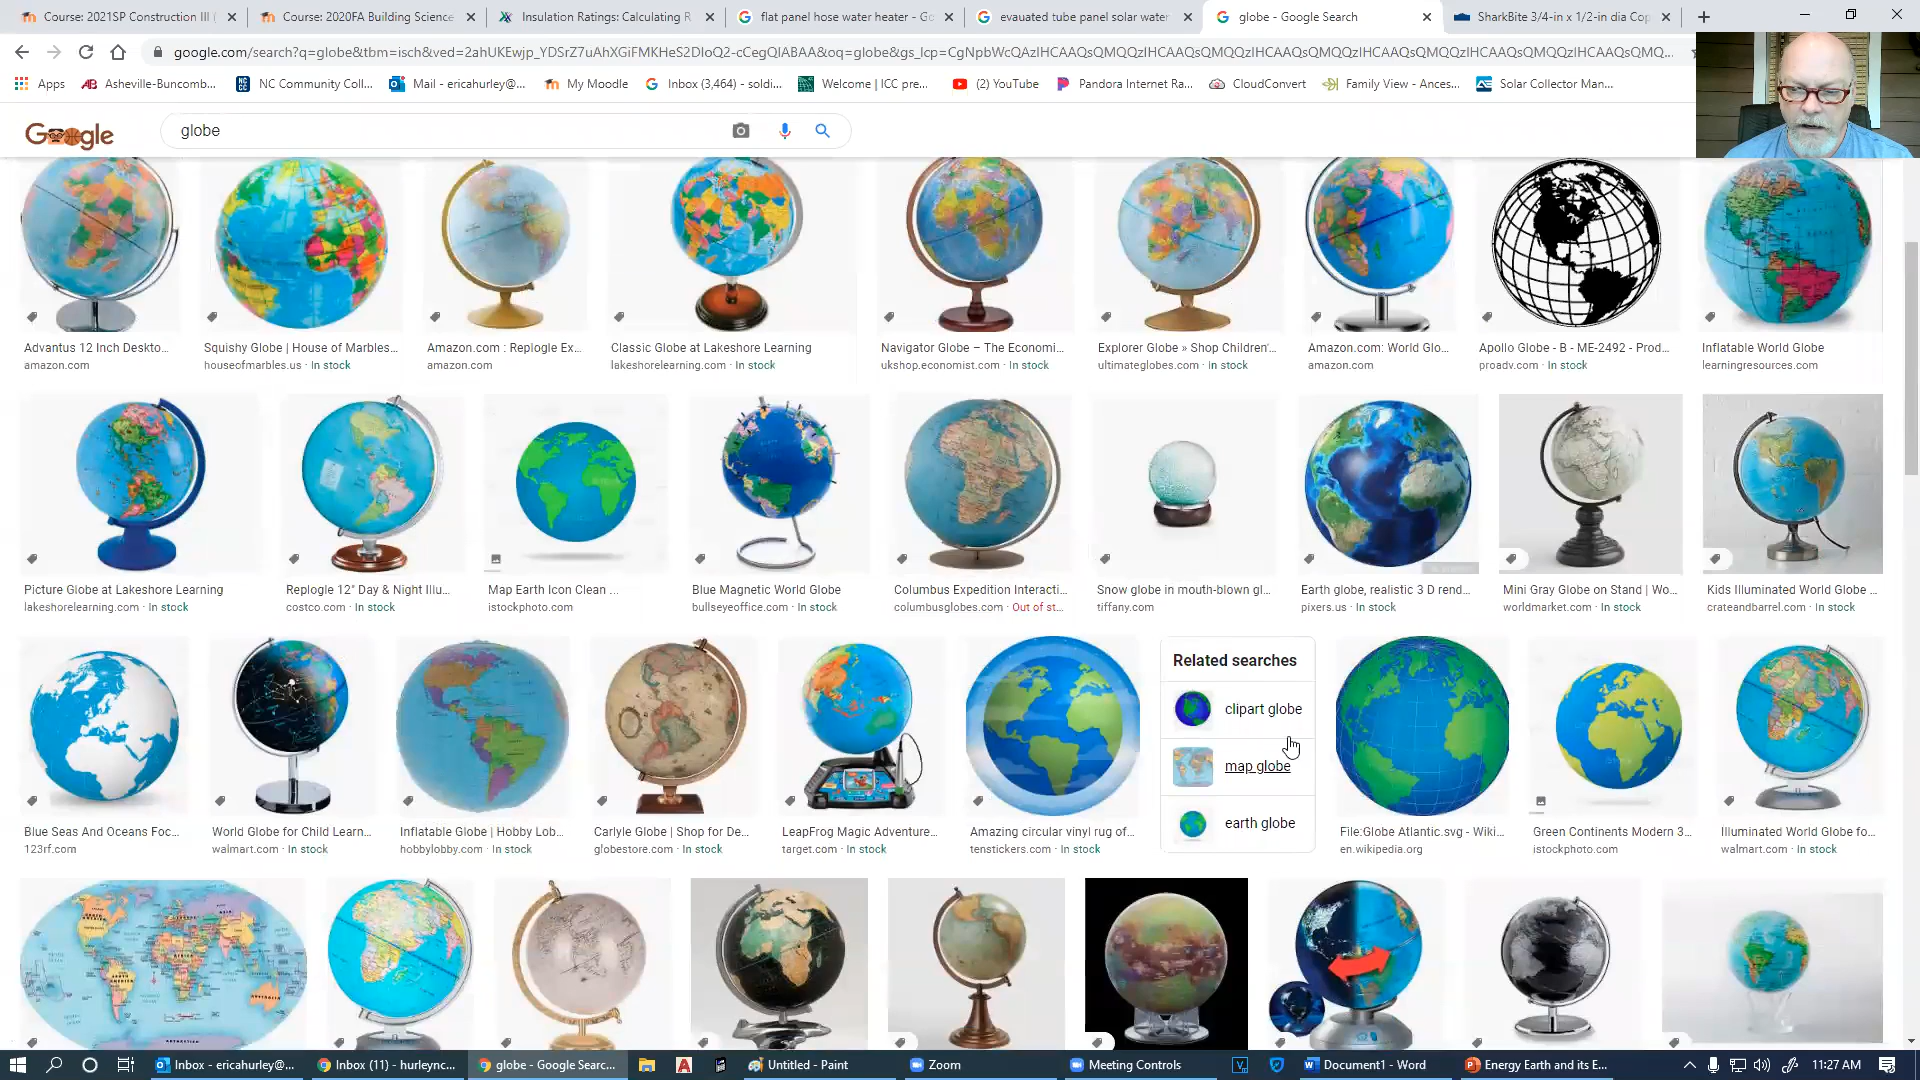 Course: 2021SP Construction III (
Course: 2020FA Building Science
Insulation Ratings: Calculating R
flat panel hose water heater - Go
evauated tube panel solar water
globe - Google Search
SharkBite 3/4-in x 1/2-in dia Cop
google.com/search?q=globe&tbm=isch&ved=2ahUKEwjp_YDSrZ7uAhXGiFMKHeS2DIoQ2-cCegQIABAA&oq=globe&gs_lcp=CgNpbWcQAzIHCAAQsQMQQzIHCAAQsQMQQzIHCAAQsQMQQzIHCAAQsQMQQzIHCAAQsQMQQzIHCAAQsQMQ...
Apps
Asheville-Buncomb...
NC Community Coll...
Mail - ericahurley@...
My Moodle
Inbox (3,464) - soldi...
Welcome | ICC pre...
(2) YouTube
Pandora Internet Ra...
CloudConvert
Family View - Ances...
Solar Collector Man...
globe
Advantus 12 Inch Deskto...
amazon.com
Squishy Globe | House of Marbles...
houseofmarbles.us · In stock
Amazon.com : Replogle Ex...
amazon.com
Classic Globe at Lakeshore Learning
lakeshorelearning.com · In stock
Navigator Globe – The Economi...
ukshop.economist.com · In stock
Explorer Globe » Shop Children'...
ultimateglobes.com · In stock
Amazon.com: World Glo...
amazon.com
Apollo Globe - B - ME-2492 - Prod...
proadv.com · In stock
Inflatable World Globe
learningresources.com
Picture Globe at Lakeshore Learning
lakeshorelearning.com · In stock
Replogle 12" Day & Night Illu...
costco.com · In stock
Map Earth Icon Clean ...
istockphoto.com
Blue Magnetic World Globe
bullseyeoffice.com · In stock
Columbus Expedition Interacti...
columbusglobes.com · Out of st...
Snow globe in mouth-blown gl...
tiffany.com
Earth globe, realistic 3 D rend...
pixers.us · In stock
Mini Gray Globe on Stand | Wo...
worldmarket.com · In stock
Kids Illuminated World Globe ...
crateandbarrel.com · In stock
Blue Seas And Oceans Foc...
123rf.com
World Globe for Child Learn...
walmart.com · In stock
Inflatable Globe | Hobby Lob...
hobbylobby.com · In stock
Carlyle Globe | Shop for De...
globestore.com · In stock
LeapFrog Magic Adventure...
target.com · In stock
Amazing circular vinyl rug of...
tenstickers.com · In stock
Related searches
clipart globe
map globe
earth globe
File:Globe Atlantic.svg - Wiki...
en.wikipedia.org
Green Continents Modern 3...
istockphoto.com
Illuminated World Globe fo...
walmart.com · In stock
Inbox - ericahurley@...
Inbox (11) - hurleync...
globe - Google Searc...
Untitled - Paint
Zoom
Meeting Controls
Document1 - Word
Energy Earth and its E...
11:27 AM